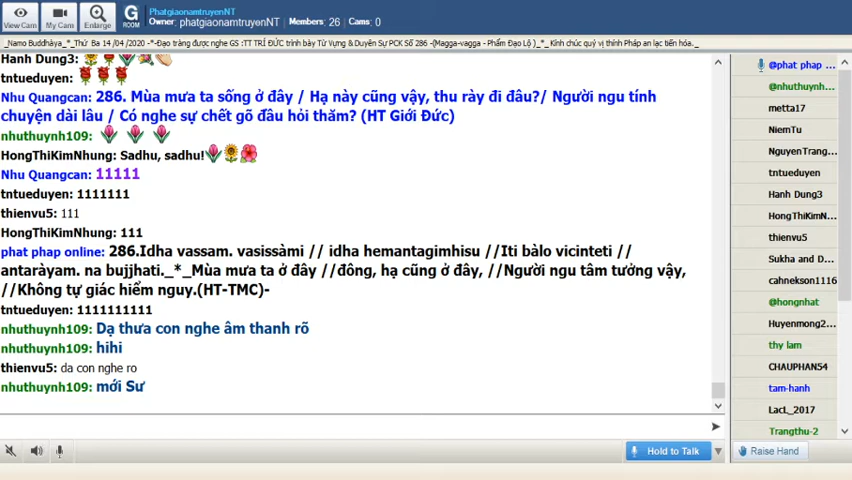 View Cam
My Cam
Enlarge
G
ROOM
PhatgiaonamtruyenNT
Owner: phatgiaonamtruyenNT | Members: 26 | Cams: 0
_Namo Buddhàya_*_Thứ Ba 14 /04 /2020 -*-Đạo tràng được nghe GS :TT TRÍ ĐỨC trình bày Từ Vựng & Duyên Sự PCK Số 286 -(Magga-vagga - Phẩm Đạo Lộ )_*_ Kính chúc quý vị thính Pháp an lạc tiến hóa._
Hanh Dung3:
tntueduyen:
Nhu Quangcan: 286. Mùa mưa ta sống ở đây / Hạ này cũng vậy, thu rày đi đâu?/ Người ngu tính
chuyện dài lâu / Có nghe sự chết gõ đầu hỏi thăm? (HT Giới Đức)
nhuthuynh109:
HongThiKimNhung: Sadhu, sadhu!
Nhu Quangcan: 11111
tntueduyen: 1111111
thienvu5: 111
HongThiKimNhung: 111
phat phap online: 286.Idha vassam. vasissàmi // idha hemantagimhisu //Iti bàlo vicinteti //
antaràyam. na bujjhati._*_Mùa mưa ta ở đây //đông, hạ cũng ở đây, //Người ngu tâm tưởng vậy,
//Không tự giác hiểm nguy.(HT-TMC)-
tntueduyen: 1111111111
nhuthuynh109: Dạ thưa con nghe âm thanh rõ
nhuthuynh109: hihi
thienvu5: da con nghe ro
nhuthuynh109: mới Sư
Hold to Talk
@phat phap ...
@nhuthuynh...
metta17
NiemTu
NguyenTrang...
tntueduyen
Hanh Dung3
HongThiKimN...
thienvu5
Sukha and D...
cahnekson1116
@hongnhat
Huyenmong2...
thy lam
CHAUPHAN54
tam-hanh
LacL_2017
Trangthu-2
Raise Hand